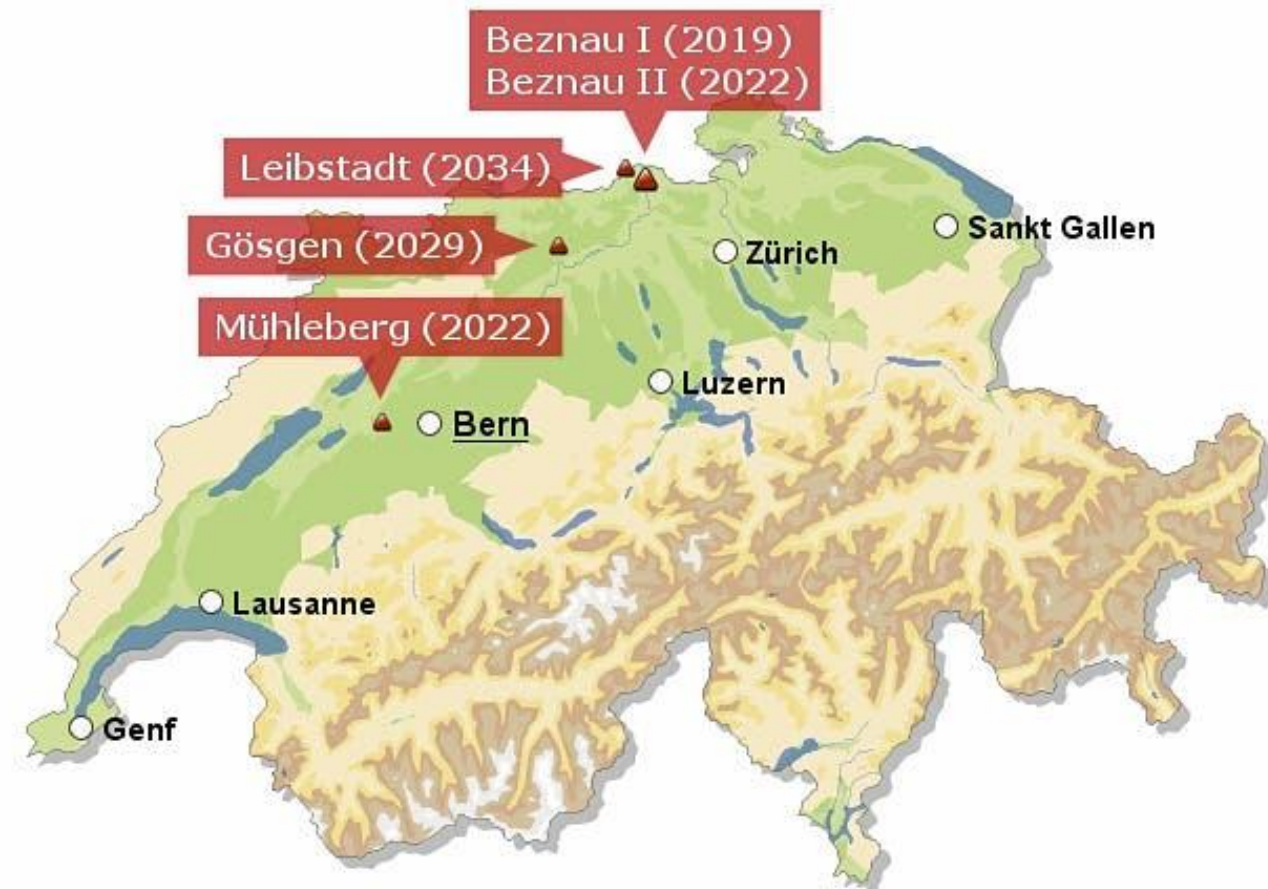 Beznau I (2019)
Beznau II (2022)
Leibstadt (2034)
Gösgen (2029)
Sankt Gallen
Zürich
Mühleberg (2022)
Luzern
Bern
Lausanne
Genf